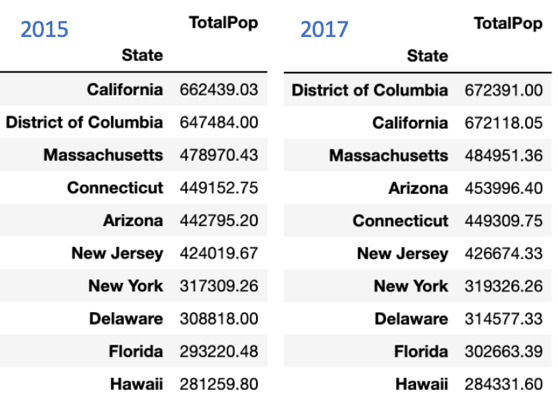 2015
TotalPop
State
California 662439.03
District of Columbia 647484.00
Massachusetts 478970.43
Connecticut 449152.75
Arizona 442795.20
New Jersey 424019.67
New York 317309.26
Delaware 308818.00
Florida 293220.48
Hawaii 281259.80
2017
TotalPop
State
District of Columbia 672391.00
California 672118.05
Massachusetts 484951.36
Arizona 453996.40
Connecticut 449309.75
New Jersey 426674.33
New York 319326.26
Delaware 314577.33
Florida 302663.39
Hawaii 284331.60